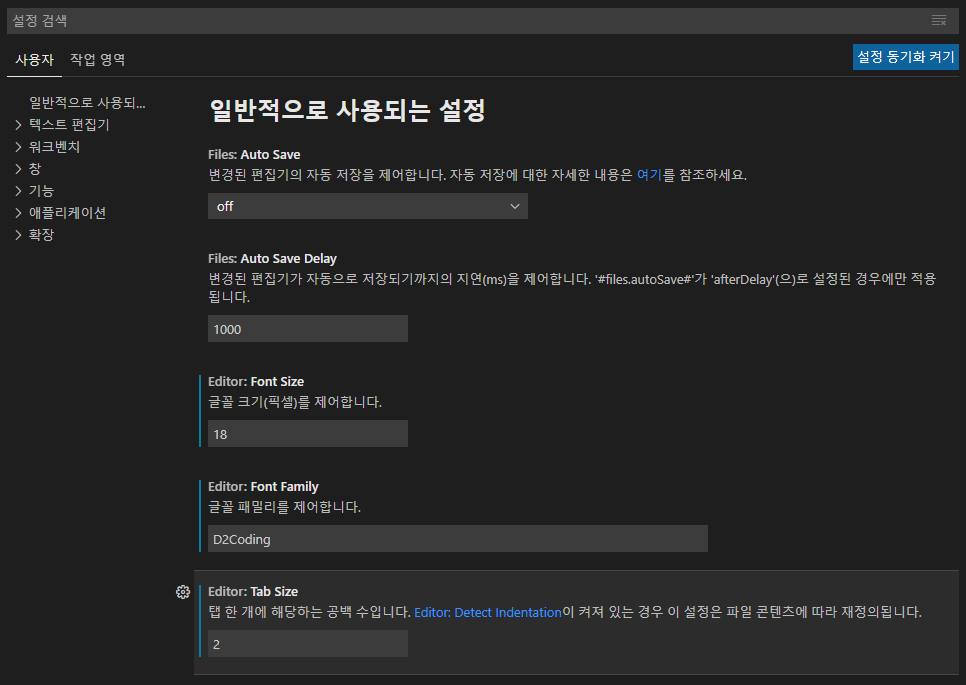 설정 검색
사용자 작업 영역
설정 동기화 켜기
일반적으로 사용되...
텍스트 편집기
워크벤치
창
기능
애플리케이션
확장
일반적으로 사용되는 설정
Files: Auto Save
변경된 편집기의 자동 저장을 제어합니다. 자동 저장에 대한 자세한 내용은 여기를 참조하세요.
off
Files: Auto Save Delay
변경된 편집기가 자동으로 저장되기까지의 지연(ms)을 제어합니다. '#files.autoSave#'가 'afterDelay'(으)로 설정된 경우에만 적용
됩니다.
1000
Editor: Font Size
글꼴 크기(픽셀)를 제어합니다.
18
Editor: Font Family
글꼴 패밀리를 제어합니다.
D2Coding
Editor: Tab Size
탭 한 개에 해당하는 공백 수입니다. Editor: Detect Indentation이 켜져 있는 경우 이 설정은 파일 콘텐츠에 따라 재정의됩니다.
2